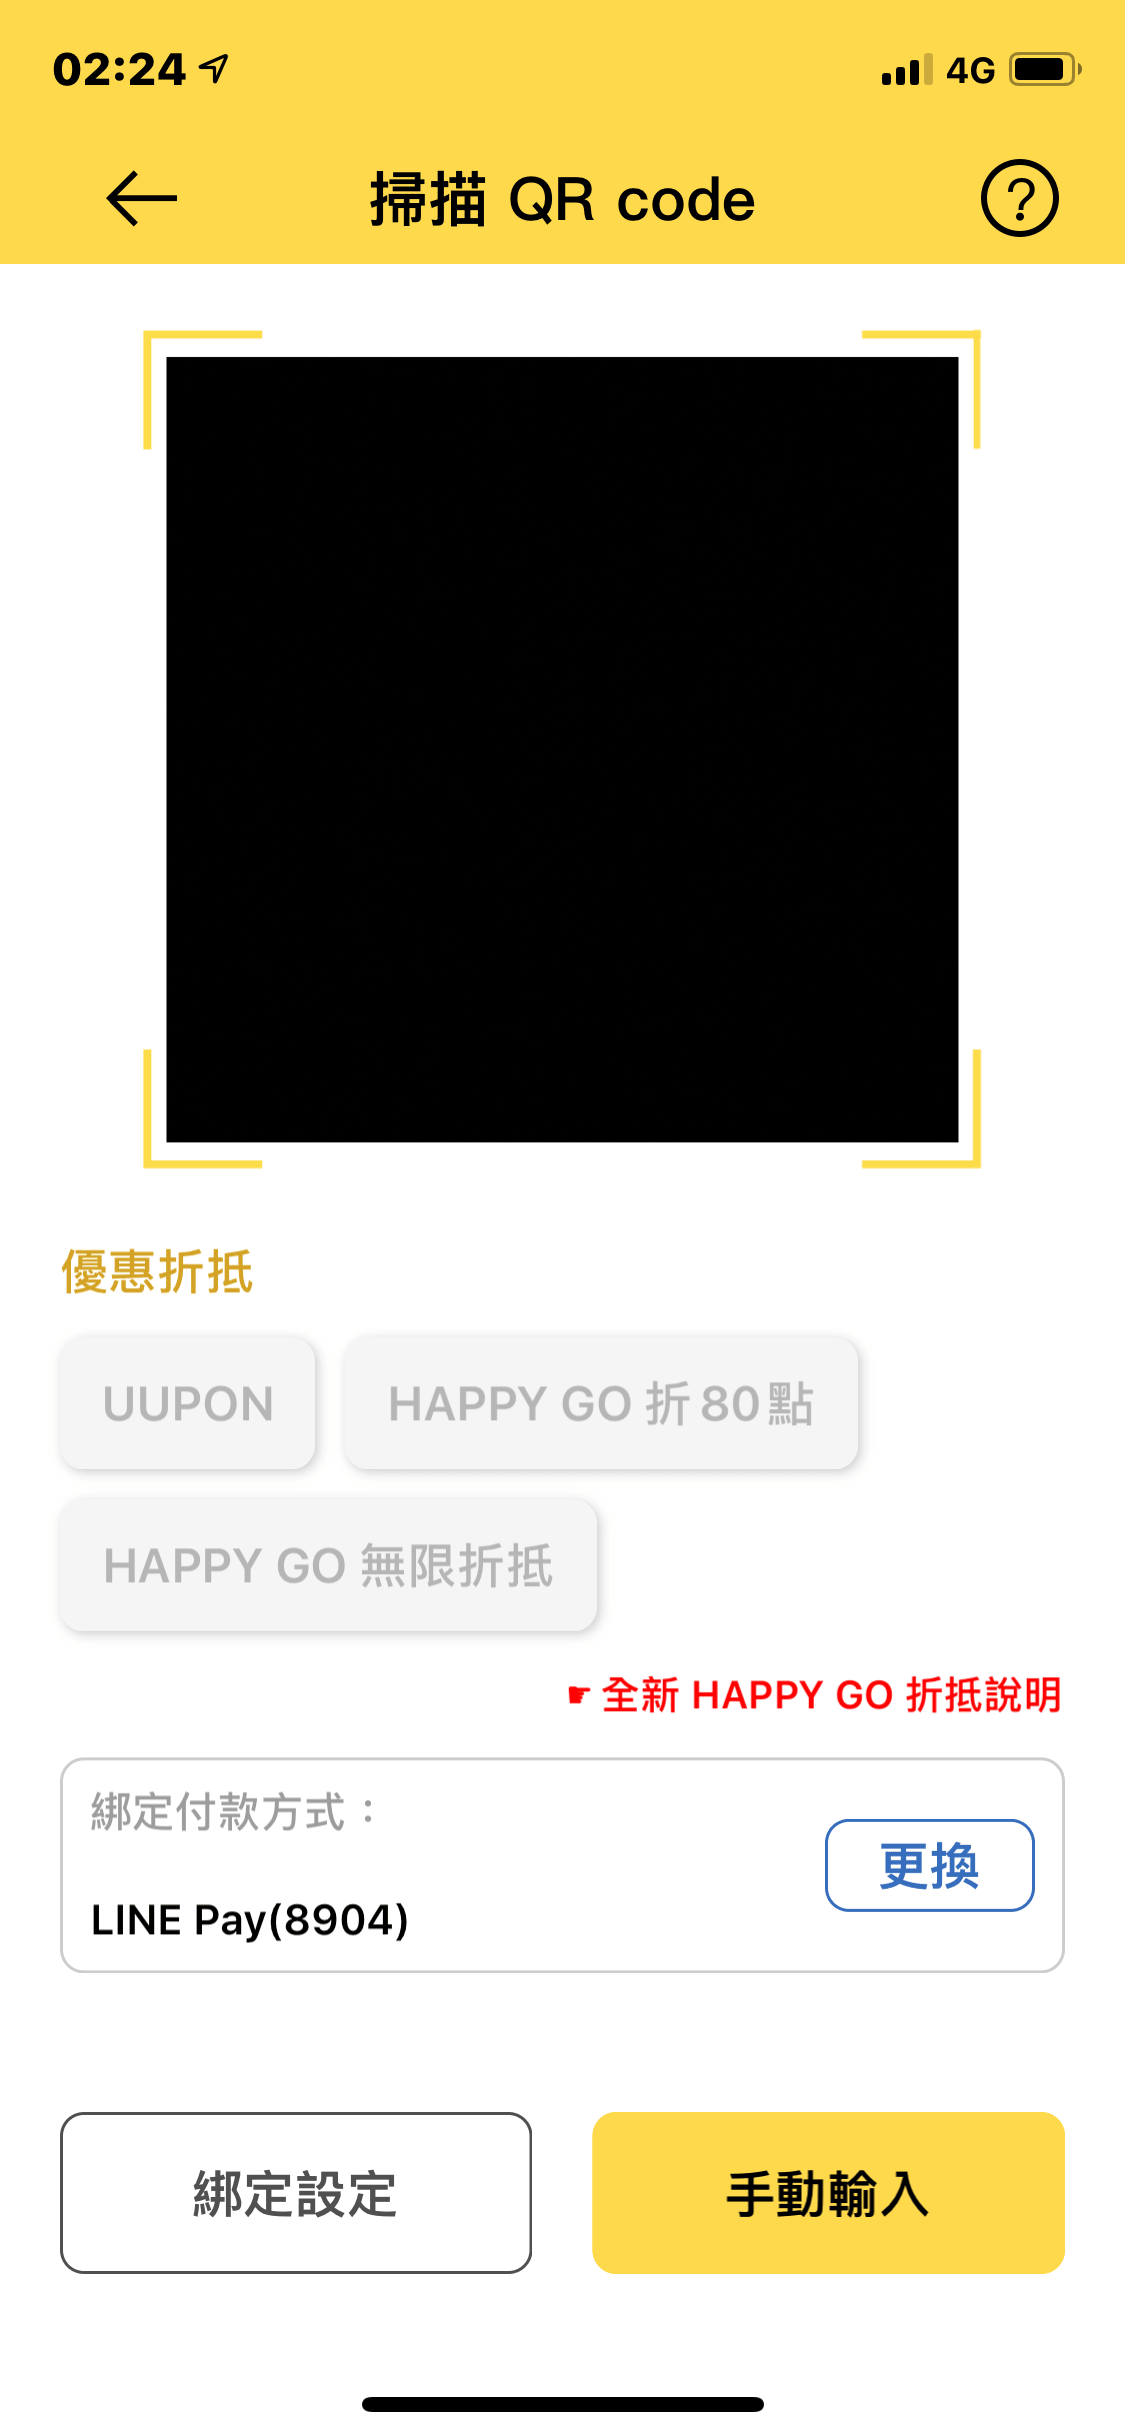 02:24
4G
掃描 QR code
優惠折抵
UUPON
HAPPY GO 折80點
HAPPY GO 無限折抵
☛ 全新 HAPPY GO 折抵說明
綁定付款方式：
更換
LINE Pay(8904)
綁定設定
手動輸入